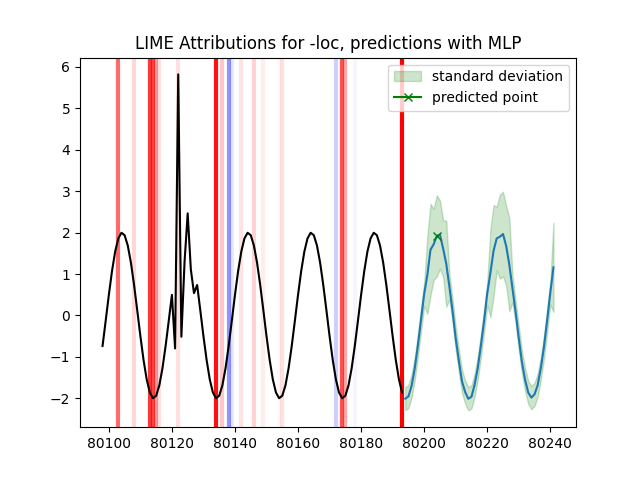 LIME Attributions for -loc, predictions with MLP
standard deviation
predicted point
6
5
4
3
2
1
0
−1
−2
80100 80120 80140 80160 80180 80200 80220 80240